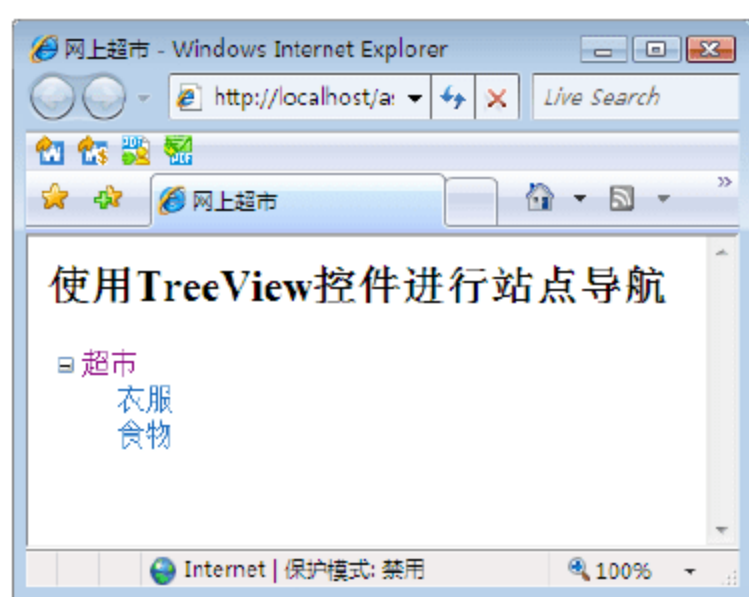 网上超市 - Windows Internet Explorer
http://localhost/a:
Live Search
网上超市
使用TreeView控件进行站点导航
超市
衣服
食物
Internet | 保护模式: 禁用
100%